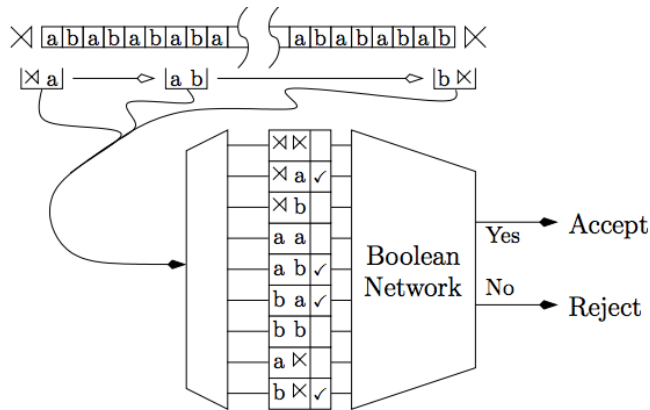 ⋊ a b a b a b a b a a b a b a b a b ⋉
⋊ a a b b ⋉
⋊ ⋉
⋊ a ✓
⋊ b
a a
a b ✓
b a ✓
b b
a ⋉
b ⋉ ✓
Boolean
Network
Yes
Accept
No
Reject